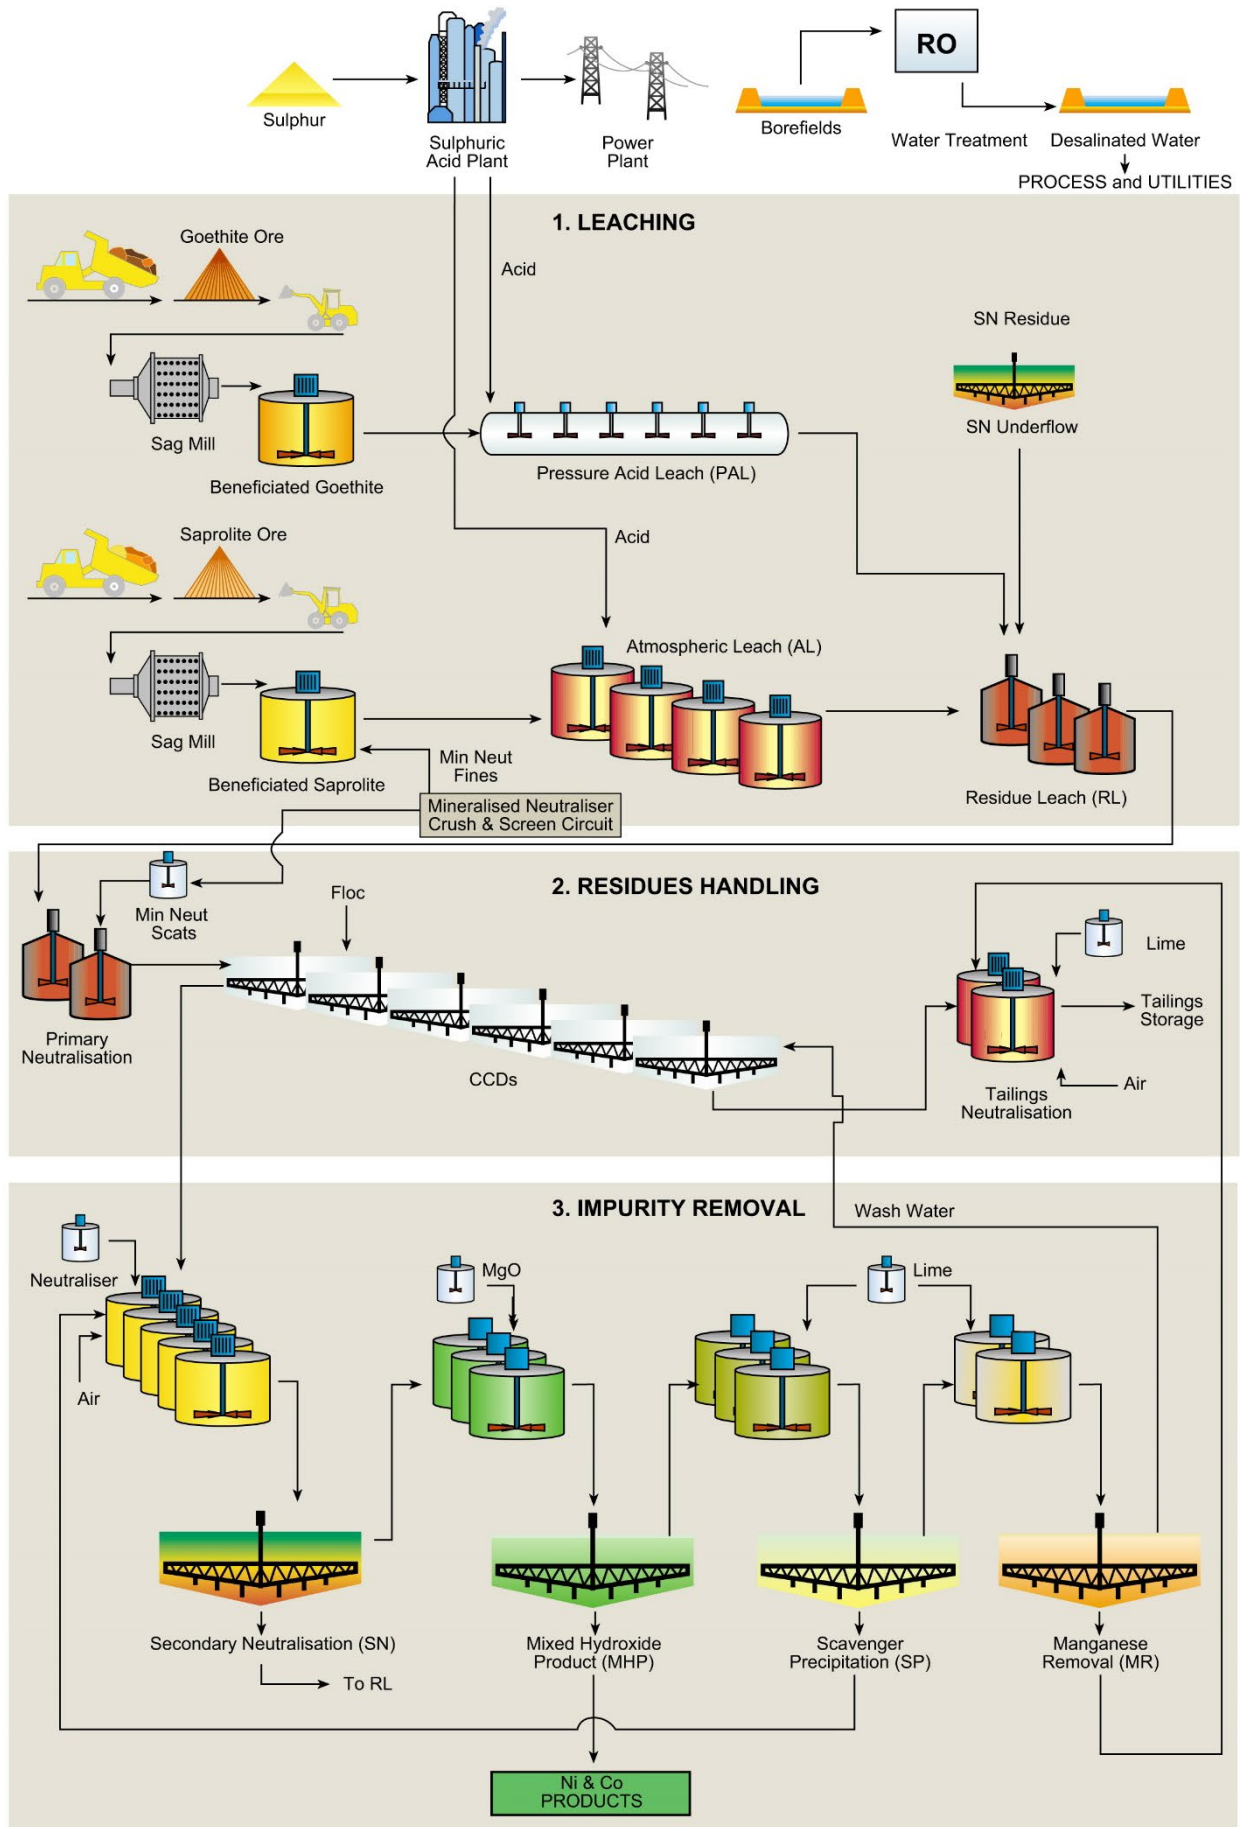 Sulphur
Sulphuric
Acid Plant
Power
Plant
Borefields
RO
Water Treatment
Desalinated Water
PROCESS and UTILITIES
1. LEACHING
Goethite Ore
Acid
SN Residue
Sag Mill
SN Underflow
Beneficiated Goethite
Pressure Acid Leach (PAL)
Saprolite Ore
Acid
Atmospheric Leach (AL)
Sag Mill
Beneficiated Saprolite
Min Neut
Fines
Residue Leach (RL)
Mineralised Neutraliser
Crush & Screen Circuit
2. RESIDUES HANDLING
Min Neut
Scats
Floc
Lime
Primary
Neutralisation
CCDs
Tailings
Storage
Air
Tailings
Neutralisation
3. IMPURITY REMOVAL
Wash Water
Neutraliser
MgO
Lime
Air
Secondary Neutralisation (SN)
To RL
Mixed Hydroxide
Product (MHP)
Scavenger
Precipitation (SP)
Manganese
Removal (MR)
Ni & Co
PRODUCTS